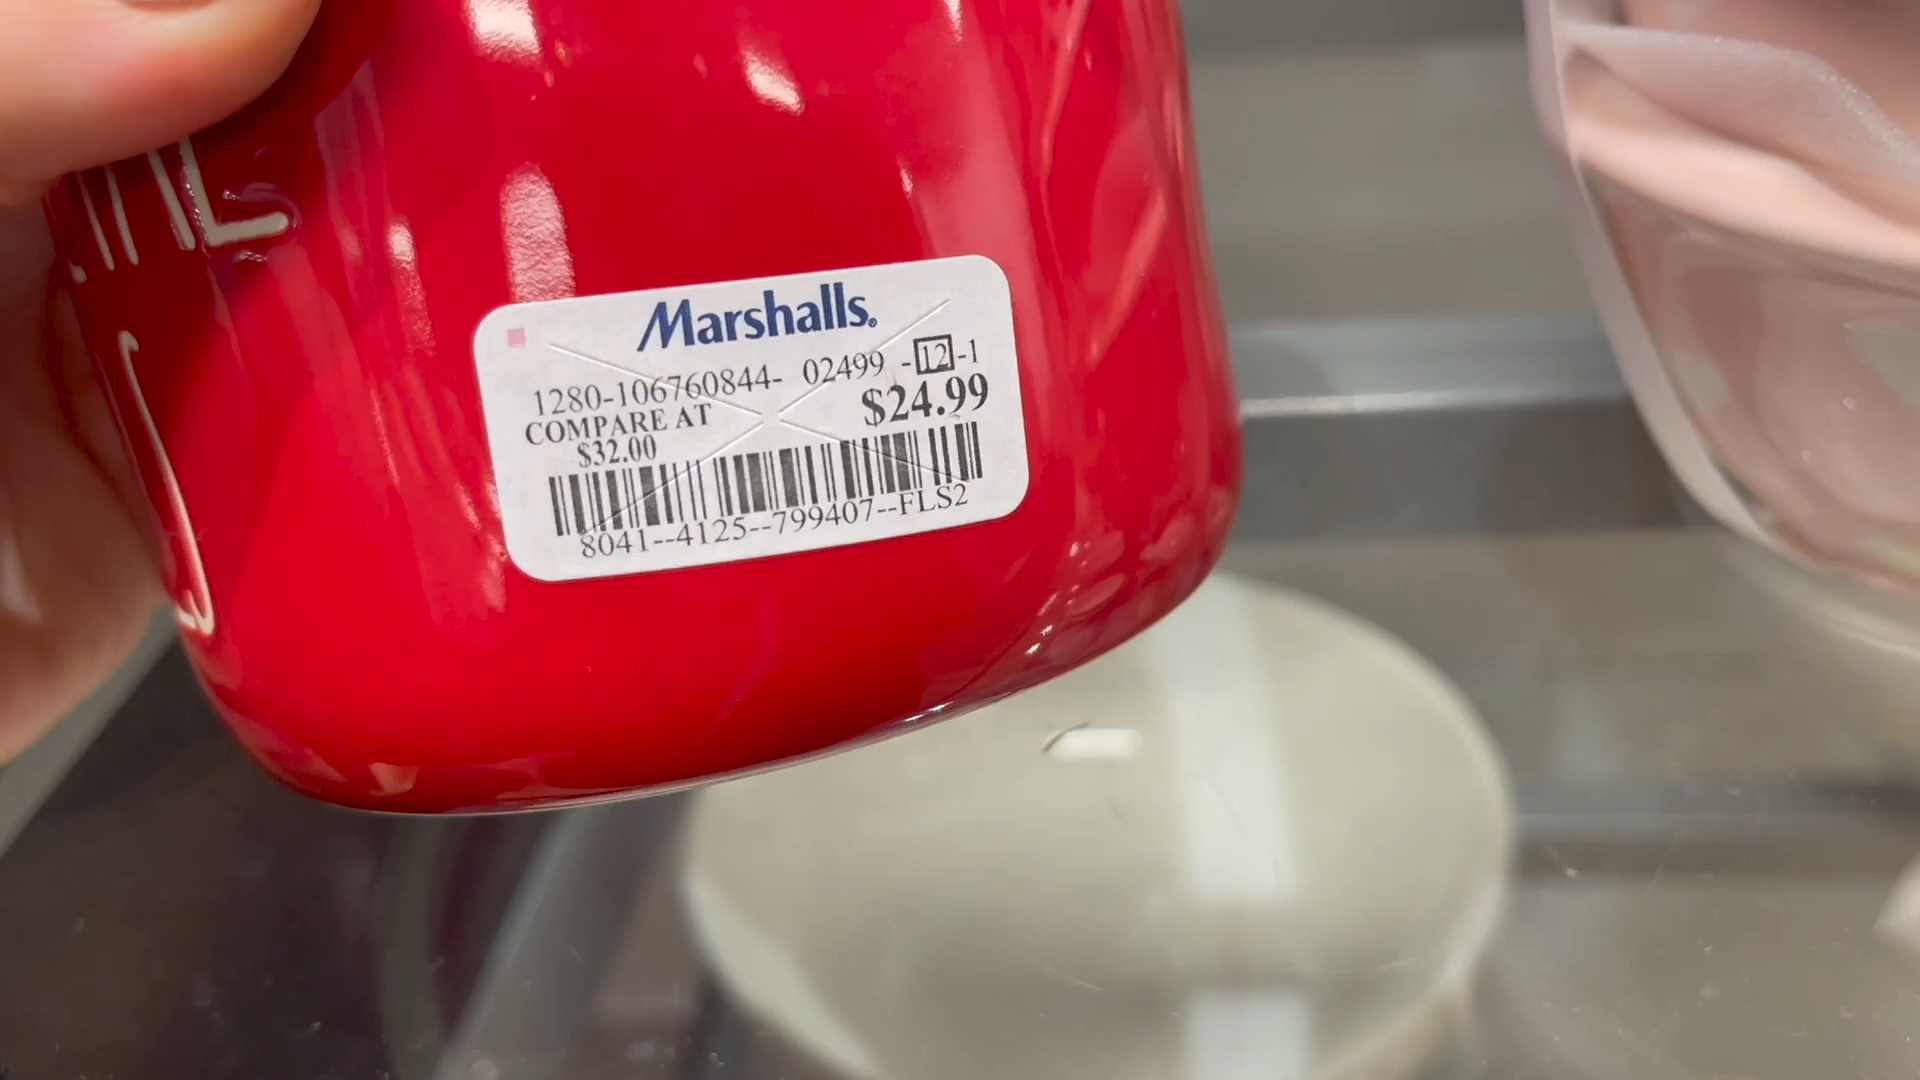 Marshalls.
1280-106760844- 02499 -12-1
COMPARE AT $24.99
$32.00
8041--4125--799407--FLS2